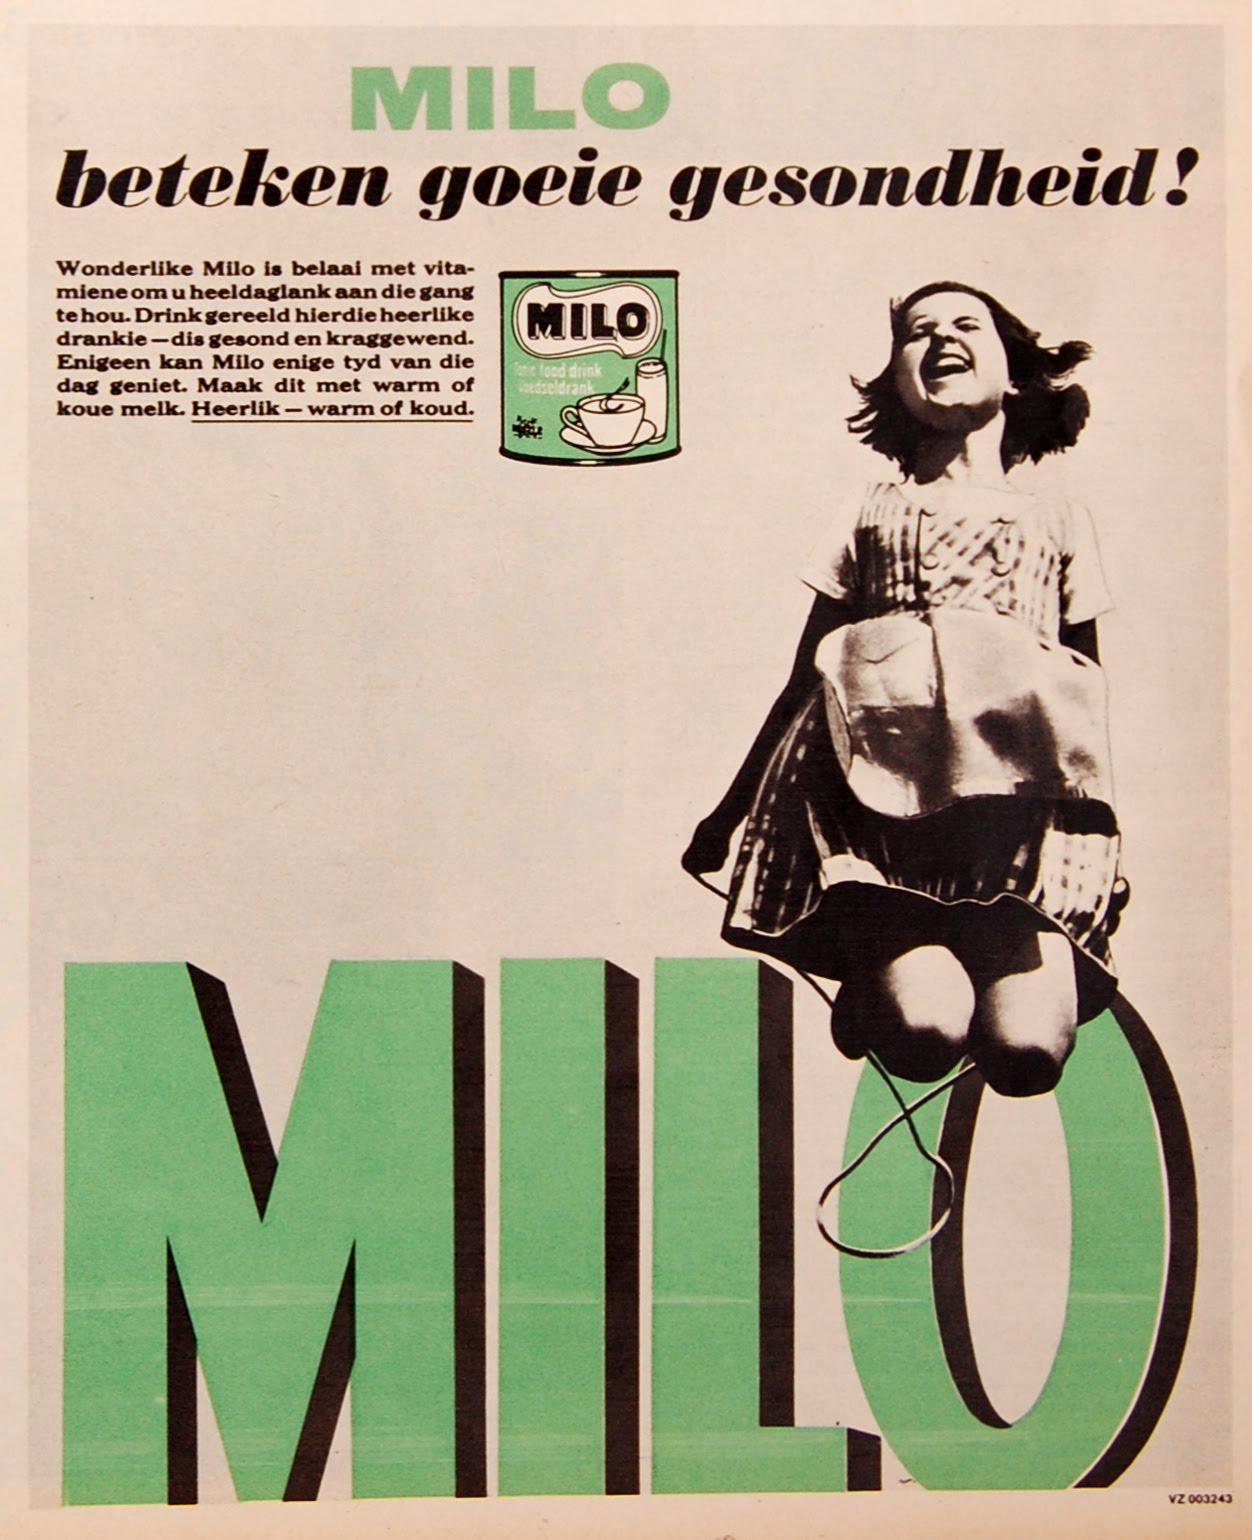 MILO
beteken goeie gesondheid!
Wonderlike Milo is belaai met vita-
miene om u heeldaglank aan die gang
te hou. Drink gereeld hierdie heerlike
drankie — dis gesond en kraggewend.
Enigeen kan Milo enige tyd van die
dag geniet. Maak dit met warm of
koue melk. Heerlik — warm of koud.
MILO
Tonic food drink
voedseldrank
MILO
VZ 003243